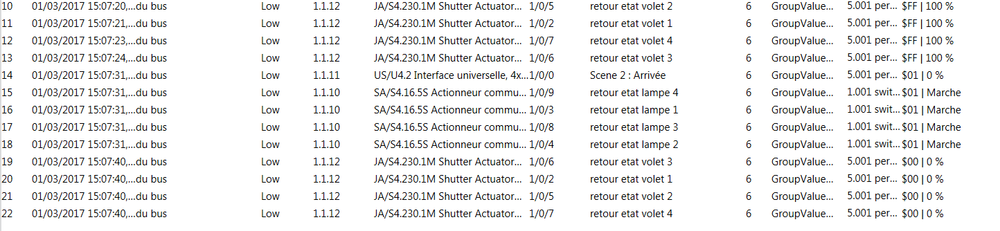 10 01/03/2017 15:07:20,...du bus Low 1.1.12 JA/S4.230.1M Shutter Actuator... 1/0/5 retour etat volet 2 6 GroupValue... 5.001 per... $FF | 100 %
11 01/03/2017 15:07:21,...du bus Low 1.1.12 JA/S4.230.1M Shutter Actuator... 1/0/2 retour etat volet 1 6 GroupValue... 5.001 per... $FF | 100 %
12 01/03/2017 15:07:23,...du bus Low 1.1.12 JA/S4.230.1M Shutter Actuator... 1/0/7 retour etat volet 4 6 GroupValue... 5.001 per... $FF | 100 %
13 01/03/2017 15:07:24,...du bus Low 1.1.12 JA/S4.230.1M Shutter Actuator... 1/0/6 retour etat volet 3 6 GroupValue... 5.001 per... $FF | 100 %
14 01/03/2017 15:07:31,...du bus Low 1.1.11 US/U4.2 Interface universelle, 4x... 1/0/0 Scene 2 : Arrivée 6 GroupValue... 5.001 per... $01 | 0 %
15 01/03/2017 15:07:31,...du bus Low 1.1.10 SA/S4.16.5S Actionneur commu... 1/0/9 retour etat lampe 4 6 GroupValue... 1.001 swit... $01 | Marche
16 01/03/2017 15:07:31,...du bus Low 1.1.10 SA/S4.16.5S Actionneur commu... 1/0/3 retour etat lampe 1 6 GroupValue... 1.001 swit... $01 | Marche
17 01/03/2017 15:07:31,...du bus Low 1.1.10 SA/S4.16.5S Actionneur commu... 1/0/8 retour etat lampe 3 6 GroupValue... 1.001 swit... $01 | Marche
18 01/03/2017 15:07:31,...du bus Low 1.1.10 SA/S4.16.5S Actionneur commu... 1/0/4 retour etat lampe 2 6 GroupValue... 1.001 swit... $01 | Marche
19 01/03/2017 15:07:40,...du bus Low 1.1.12 JA/S4.230.1M Shutter Actuator... 1/0/6 retour etat volet 3 6 GroupValue... 5.001 per... $00 | 0 %
20 01/03/2017 15:07:40,...du bus Low 1.1.12 JA/S4.230.1M Shutter Actuator... 1/0/2 retour etat volet 1 6 GroupValue... 5.001 per... $00 | 0 %
21 01/03/2017 15:07:40,...du bus Low 1.1.12 JA/S4.230.1M Shutter Actuator... 1/0/5 retour etat volet 2 6 GroupValue... 5.001 per... $00 | 0 %
22 01/03/2017 15:07:40,...du bus Low 1.1.12 JA/S4.230.1M Shutter Actuator... 1/0/7 retour etat volet 4 6 GroupValue... 5.001 per... $00 | 0 %